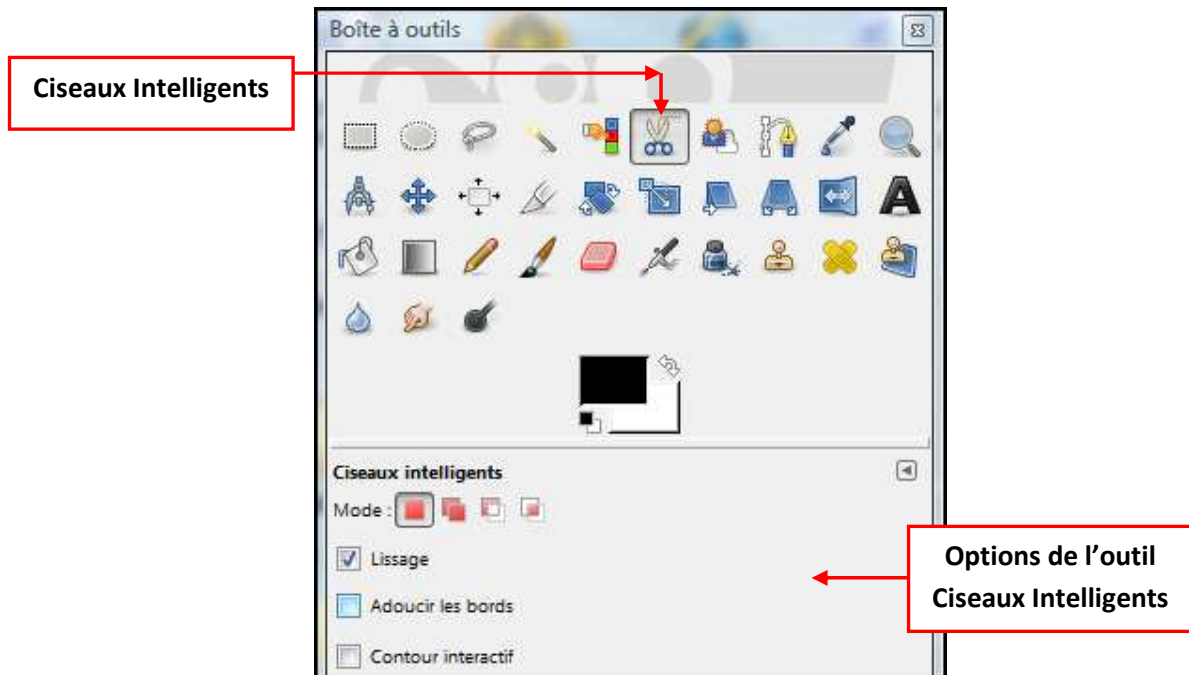 Boîte à outils
Ciseaux Intelligents
Ciseaux intelligents
Mode :
Lissage
Adoucir les bords
Contour interactif
Options de l’outil
Ciseaux Intelligents